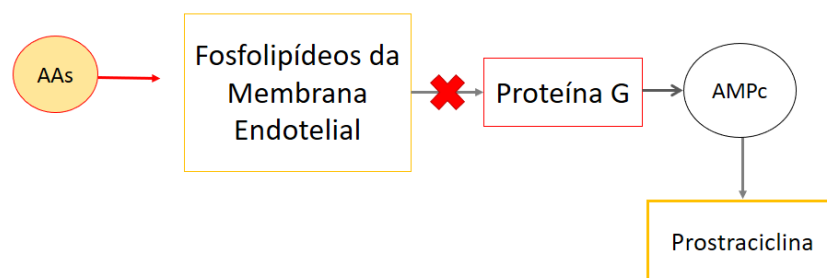 AAs
Fosfolipídeos da
Membrana
Endotelial
Proteína G
AMPc
Prostraciclina